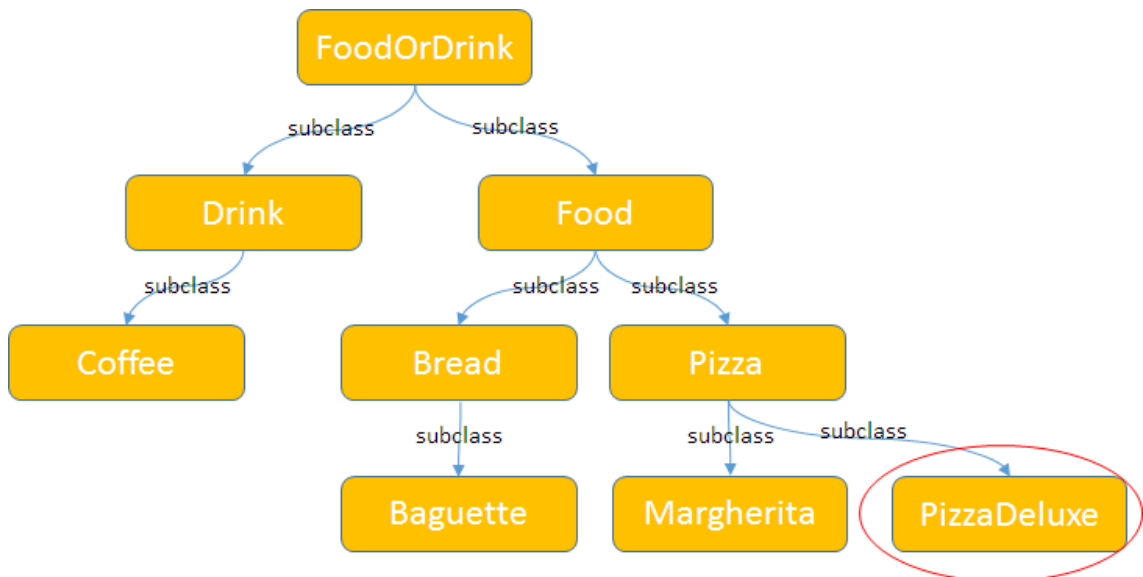 FoodOrDrink
subclass
subclass
Drink
Food
subclass
subclass
subclass
Coffee
Bread
Pizza
subclass
subclass
subclass
Baguette
Margherita
PizzaDeluxe